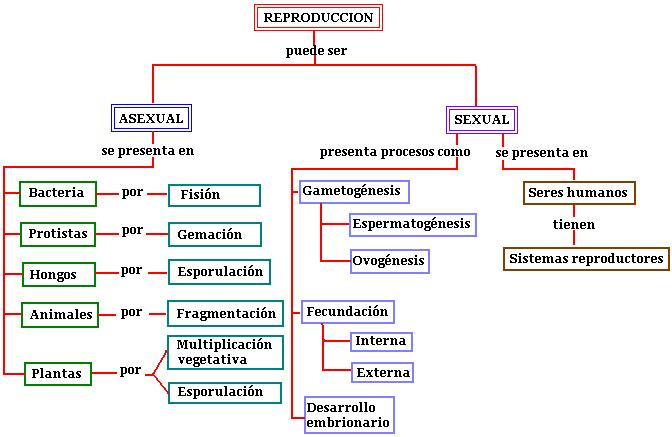 REPRODUCCION
puede ser
ASEXUAL
se presenta en
Bacteria
por
Fisión
Protistas
por
Gemación
Hongos
por
Esporulación
Animales
por
Fragmentación
Plantas
por
Multiplicación
vegetativa
Esporulación
SEXUAL
presenta procesos como
Gametogénesis
Espermatogénesis
Ovogénesis
Fecundación
Interna
Externa
Desarrollo
embrionario
se presenta en
Seres humanos
tienen
Sistemas reproductores